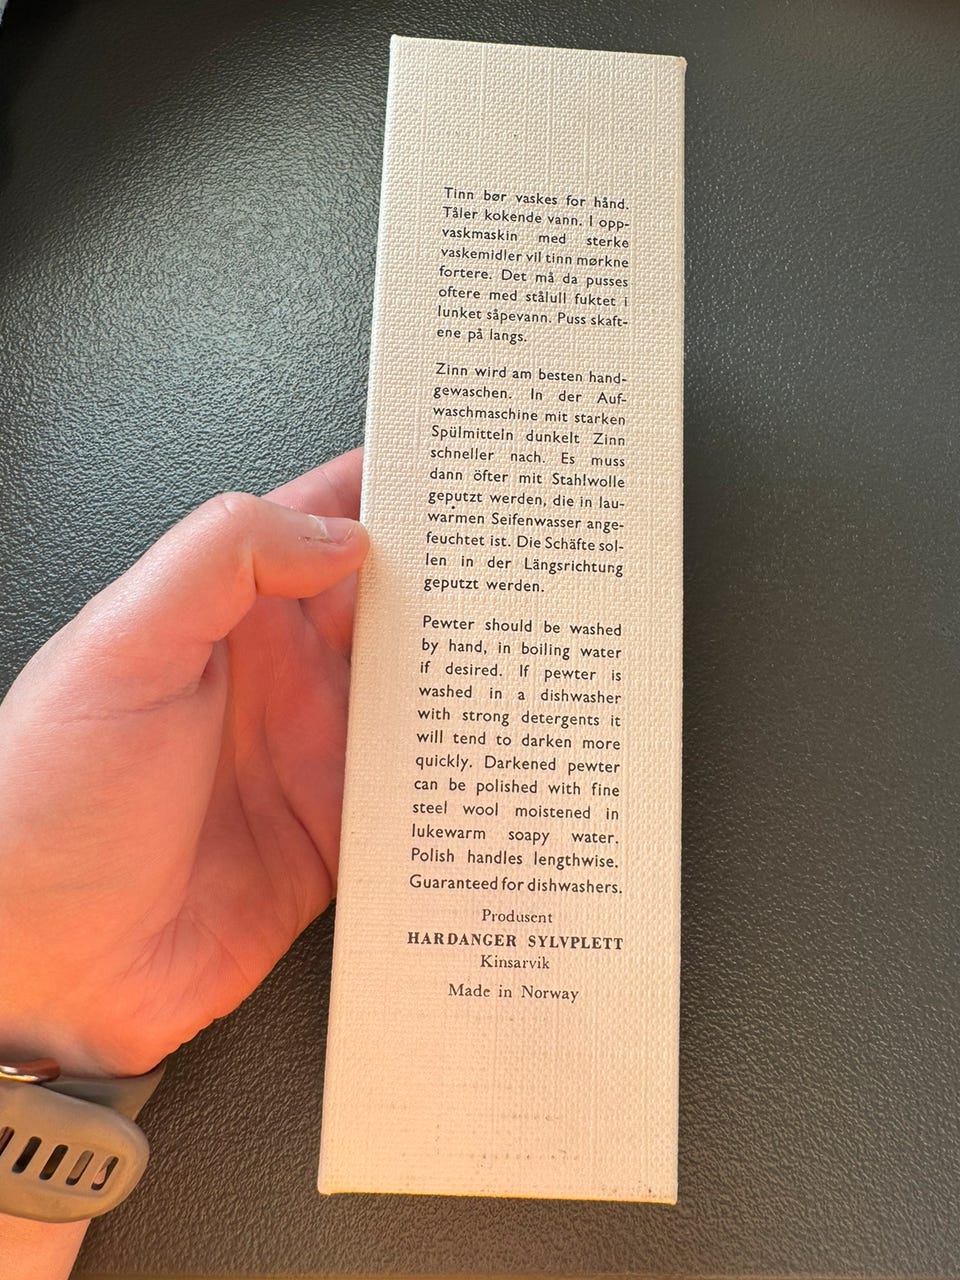 Tinn bør vaskes for hånd.
Tåler kokende vann. I opp-
vaskmaskin med sterke
vaskemidler vil tinn mørkne
fortere. Det må da pusses
oftere med stålull fuktet i
lunket såpevann. Puss skaft-
ene på langs.
Zinn wird am besten hand-
gewaschen. In der Auf-
waschmaschine mit starken
Spülmitteln dunkelt Zinn
schneller nach. Es muss
dann öfter mit Stahlwolle
geputzt werden, die in lau-
warmen Seifenwasser ange-
feuchtet ist. Die Schäfte sol-
len in der Längsrichtung
geputzt werden.
Pewter should be washed
by hand, in boiling water
if desired. If pewter is
washed in a dishwasher
with strong detergents it
will tend to darken more
quickly. Darkened pewter
can be polished with fine
steel wool moistened in
lukewarm soapy water.
Polish handles lengthwise.
Guaranteed for dishwashers.
Produsent
HARDANGER SYLVPLETT
Kinsarvik
Made in Norway